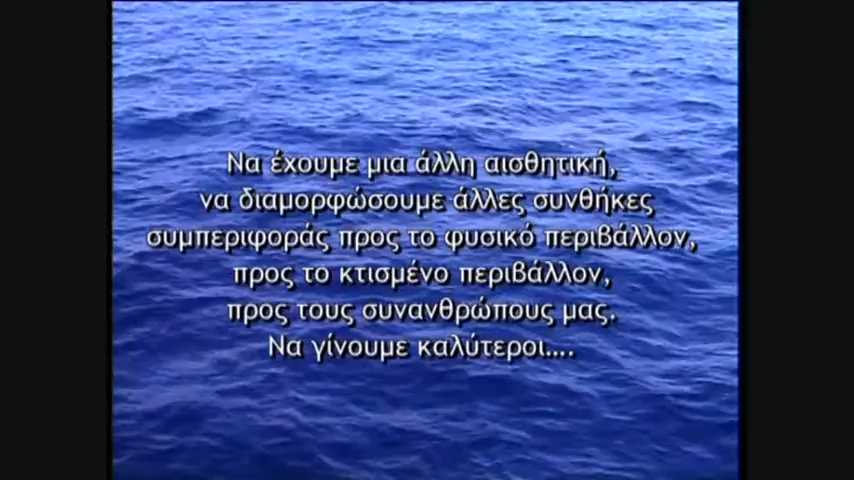 Να έχουμε μια άλλη αισθητική,
να διαμορφώσουμε άλλες συνθήκες
συμπεριφοράς προς το φυσικό περιβάλλον,
προς το κτισμένο περιβάλλον,
προς τους συνανθρώπους μας.
Να γίνουμε καλύτεροι....